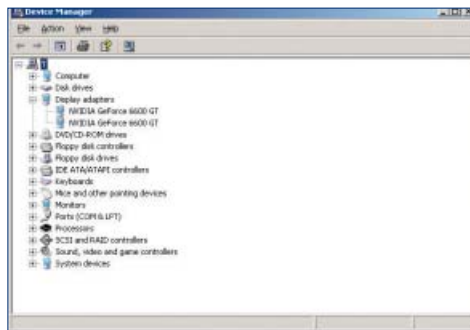 Device Manager
File Action View Help
Computer
Disk drives
Display adapters
NVIDIA GeForce 6600 GT
NVIDIA GeForce 6600 GT
DVD/CD-ROM drives
Floppy disk controllers
Floppy disk drives
IDE ATA/ATAPI controllers
Keyboards
Mice and other pointing devices
Monitors
Ports (COM & LPT)
Processors
SCSI and RAID controllers
Sound, video and game controllers
System devices